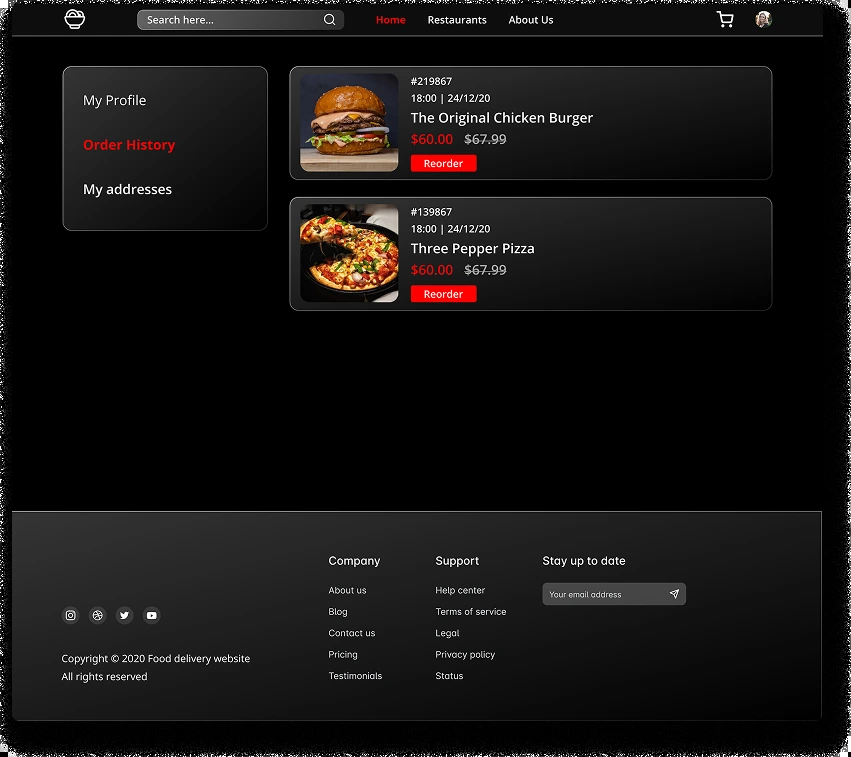 Search here...
Home
Restaurants
About Us
My Profile
Order History
My addresses
#219867
18:00 | 24/12/20
The Original Chicken Burger
$60.00 $67.99
Reorder
#139867
18:00 | 24/12/20
Three Pepper Pizza
$60.00 $67.99
Reorder
Copyright © 2020 Food delivery website
All rights reserved
Company
About us
Blog
Contact us
Pricing
Testimonials
Support
Help center
Terms of service
Legal
Privacy policy
Status
Stay up to date
Your email address